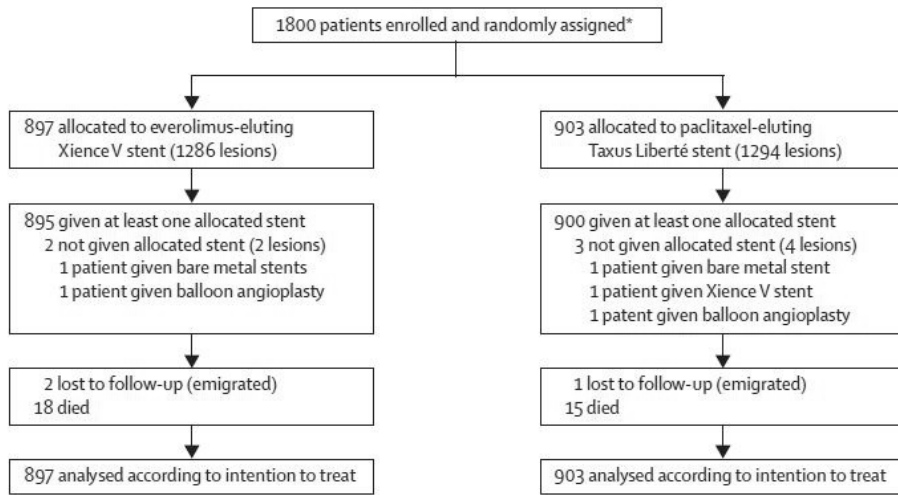 1800 patients enrolled and randomly assigned*
897 allocated to everolimus-eluting
Xience V stent (1286 lesions)
903 allocated to paclitaxel-eluting
Taxus Liberté stent (1294 lesions)
895 given at least one allocated stent
2 not given allocated stent (2 lesions)
1 patient given bare metal stents
1 patient given balloon angioplasty
900 given at least one allocated stent
3 not given allocated stent (4 lesions)
1 patient given bare metal stent
1 patient given Xience V stent
1 patent given balloon angioplasty
2 lost to follow-up (emigrated)
18 died
1 lost to follow-up (emigrated)
15 died
897 analysed according to intention to treat
903 analysed according to intention to treat